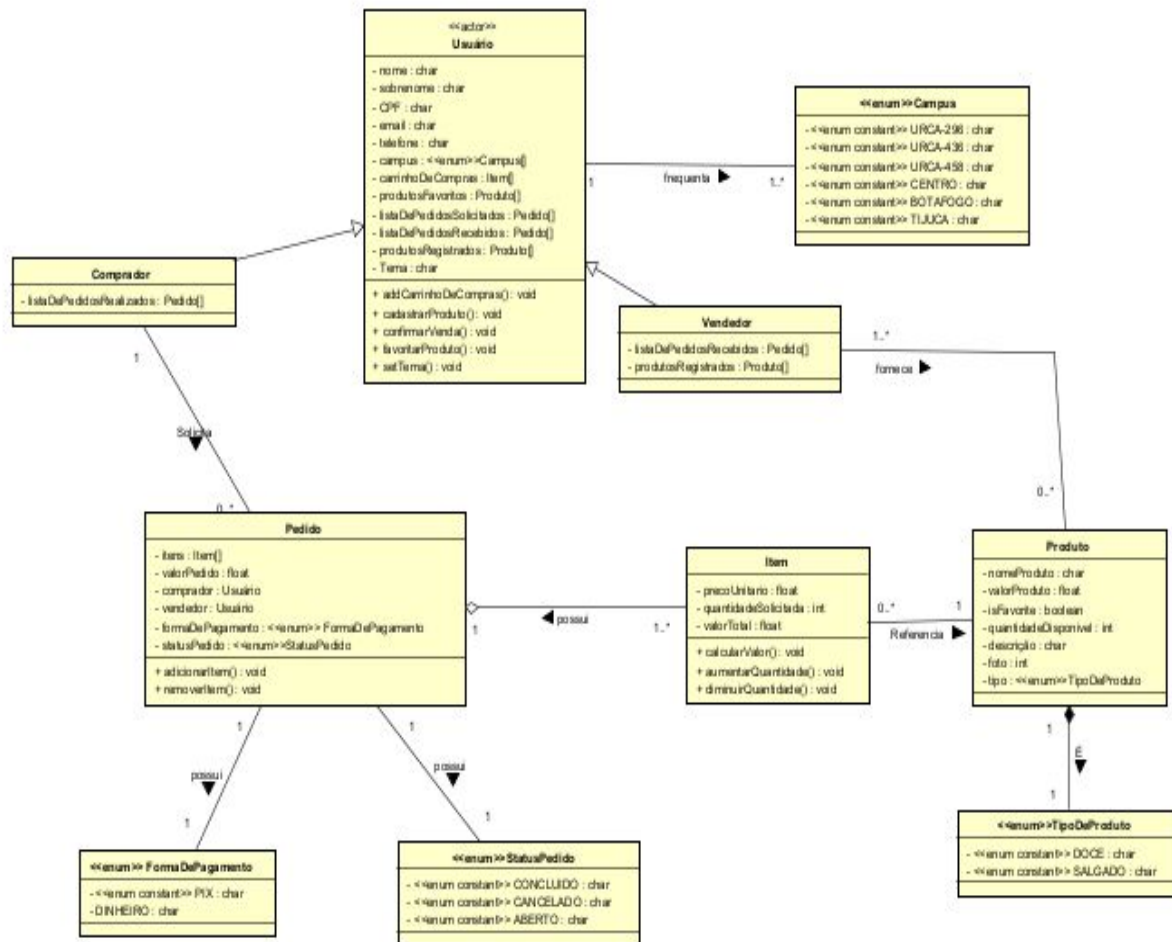 <<actor>>
Usuário
- nome : char
- sobrenome : char
- CPF : char
- email : char
- telefone : char
- campus : <<enum>>Campus[]
- carrinhoDeCompras : Item[]
- produtosFavoritos : Produto[]
- listaDePedidosSolicitados : Pedido[]
- listaDePedidosRecebidos : Pedido[]
- produtosRegistrados : Produto[]
- Tema : char
+ addCarrinhoDeCompras() : void
+ cadastrarProduto() : void
+ confirmarVenda() : void
+ favoritarProduto() : void
+ setTema() : void
<<enum>>Campus
- <<enum constant>> URCA-296 : char
- <<enum constant>> URCA-436 : char
- <<enum constant>> URCA-458 : char
- <<enum constant>> CENTRO : char
- <<enum constant>> BOTAFOGO : char
- <<enum constant>> TIJUCA : char
1
frequenta
1..*
Comprador
- listaDePedidosRealizados : Pedido[]
Vendedor
- listaDePedidosRecebidos : Pedido[]
- produtosRegistrados : Produto[]
1..*
fornece
0..*
1
Solicita
0..*
Pedido
- itens : Item[]
- valorPedido : float
- comprador : Usuário
- vendedor : Usuário
- formaDePagamento : <<enum>> FormaDePagamento
- statusPedido : <<enum>>StatusPedido
+ adicionarItem() : void
+ removerItem() : void
1
possui
1..*
Item
- precoUnitario : float
- quantidadeSolicitada : int
- valorTotal : float
+ calcularValor() : void
+ aumentarQuantidade() : void
+ diminuirQuantidade() : void
0..*
1
Referencia
Produto
- nomeProduto : char
- valorProduto : float
- isFavorite : boolean
- quantidadeDisponivel : int
- descrição : char
- foto : int
- tipo : <<enum>>TipoDeProduto
1
É
1
1
possui
1
1
possui
1
<<enum>> FormaDePagamento
- <<enum constant>> PIX : char
- DINHEIRO : char
<<enum>>StatusPedido
- <<enum constant>> CONCLUIDO : char
- <<enum constant>> CANCELADO : char
- <<enum constant>> ABERTO : char
<<enum>>TipoDeProduto
- <<enum constant>> DOCE : char
- <<enum constant>> SALGADO : char